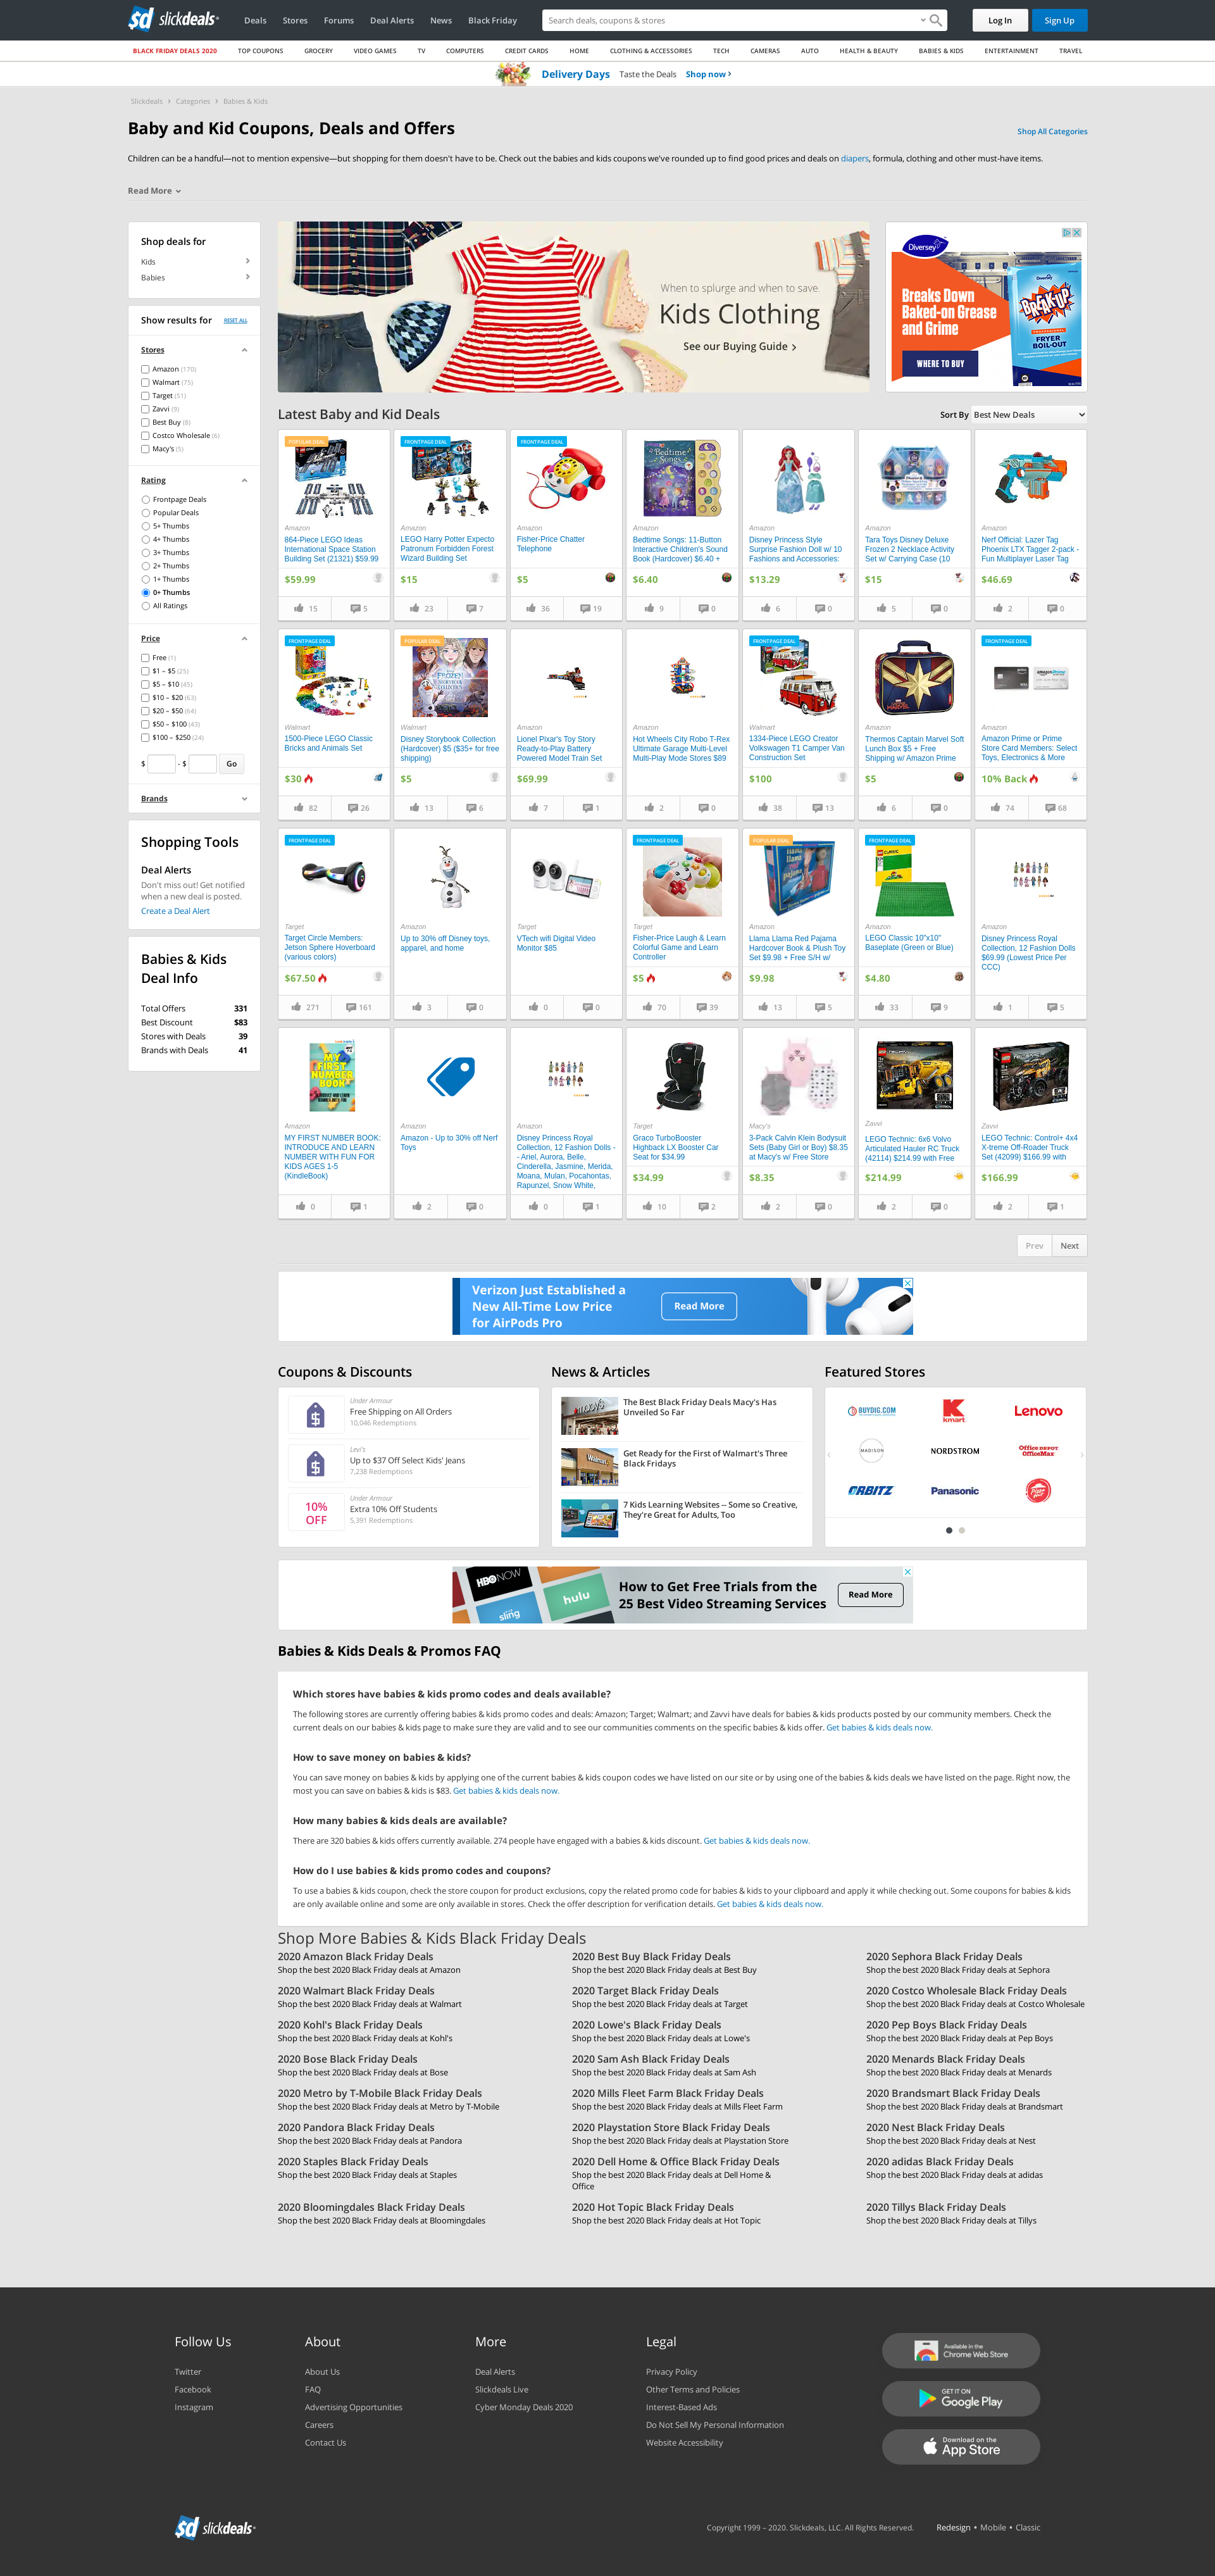 slickdeals
Deals
Stores
Forums
Deal Alerts
News
Black Friday
Search deals, coupons & stores
Log In
Sign Up
BLACK FRIDAY DEALS 2020
TOP COUPONS
GROCERY
VIDEO GAMES
TV
COMPUTERS
CREDIT CARDS
HOME
CLOTHING & ACCESSORIES
TECH
CAMERAS
AUTO
HEALTH & BEAUTY
BABIES & KIDS
ENTERTAINMENT
TRAVEL
Delivery Days Taste the Deals Shop now
Slickdeals > Categories > Babies & Kids
Baby and Kid Coupons, Deals and Offers
Shop All Categories
Children can be a handful—not to mention expensive—but shopping for them doesn't have to be. Check out the babies and kids coupons we've rounded up to find good prices and deals on diapers, formula, clothing and other must-have items.
Read More
Shop deals for
Kids
Babies
Show results for RESET ALL
Stores
Amazon (170)
Walmart (75)
Target (51)
Zavvi (9)
Best Buy (8)
Costco Wholesale (6)
Macy's (5)
Rating
Frontpage Deals
Popular Deals
5+ Thumbs
4+ Thumbs
3+ Thumbs
2+ Thumbs
1+ Thumbs
0+ Thumbs
All Ratings
Price
Free (1)
$1 – $5 (25)
$5 – $10 (45)
$10 – $20 (63)
$20 – $50 (64)
$50 – $100 (43)
$100 – $250 (24)
$ - $ Go
Brands
Shopping Tools
Deal Alerts
Don't miss out! Get notified
when a new deal is posted.
Create a Deal Alert
Babies & Kids
Deal Info
Total Offers 331
Best Discount $83
Stores with Deals 39
Brands with Deals 41
When to splurge and when to save.
Kids Clothing
See our Buying Guide
Diversey
Breaks Down
Baked-on Grease
and Grime
WHERE TO BUY
BREAK-UP
PROFESSIONAL
FRYER
BOIL-OUT
Latest Baby and Kid Deals
Sort By Best New Deals
POPULAR DEAL
Amazon
864-Piece LEGO Ideas
International Space Station
Building Set (21321) $59.99
$59.99
15 5
FRONTPAGE DEAL
Amazon
LEGO Harry Potter Expecto
Patronum Forbidden Forest
Wizard Building Set
$15
23 7
FRONTPAGE DEAL
Amazon
Fisher-Price Chatter
Telephone
$5
36 19
Bedtime Songs
Amazon
Bedtime Songs: 11-Button
Interactive Children's Sound
Book (Hardcover) $6.40 +
$6.40
9 0
Amazon
Disney Princess Style
Surprise Fashion Doll w/ 10
Fashions and Accessories:
$13.29
6 0
Amazon
Tara Toys Disney Deluxe
Frozen 2 Necklace Activity
Set w/ Carrying Case (10
$15
5 0
Amazon
Nerf Official: Lazer Tag
Phoenix LTX Tagger 2-pack -
Fun Multiplayer Laser Tag
$46.69
2 0
FRONTPAGE DEAL
Walmart
1500-Piece LEGO Classic
Bricks and Animals Set
$30
82 26
POPULAR DEAL
FROZEN
STORYBOOK
COLLECTION
Walmart
Disney Storybook Collection
(Hardcover) $5 ($35+ for free
shipping)
$5
13 6
Amazon
Lionel Pixar's Toy Story
Ready-to-Play Battery
Powered Model Train Set
$69.99
7 1
Amazon
Hot Wheels City Robo T-Rex
Ultimate Garage Multi-Level
Multi-Play Mode Stores $89
2 0
FRONTPAGE DEAL
Walmart
1334-Piece LEGO Creator
Volkswagen T1 Camper Van
Construction Set
$100
38 13
MARVEL
Amazon
Thermos Captain Marvel Soft
Lunch Box $5 + Free
Shipping w/ Amazon Prime
$5
6 0
FRONTPAGE DEAL
Amazon
Amazon Prime or Prime
Store Card Members: Select
Toys, Electronics & More
10% Back
74 68
FRONTPAGE DEAL
Target
Target Circle Members:
Jetson Sphere Hoverboard
(various colors)
$67.50
271 161
Amazon
Up to 30% off Disney toys,
apparel, and home
3 0
Target
VTech wifi Digital Video
Monitor $85
0 0
FRONTPAGE DEAL
Target
Fisher-Price Laugh & Learn
Colorful Game and Learn
Controller
$5
70 39
POPULAR DEAL
Amazon
Llama Llama Red Pajama
Hardcover Book & Plush Toy
Set $9.98 + Free S/H w/
$9.98
13 5
FRONTPAGE DEAL
Amazon
LEGO Classic 10"x10"
Baseplate (Green or Blue)
$4.80
33 9
Amazon
Disney Princess Royal
Collection, 12 Fashion Dolls
$69.99 (Lowest Price Per
CCC)
1 5
MY FIRST
NUMBER
BOOK
Amazon
MY FIRST NUMBER BOOK:
INTRODUCE AND LEARN
NUMBER WITH FUN FOR
KIDS AGES 1-5
(KindleBook)
0 1
Amazon
Amazon - Up to 30% off Nerf
Toys
2 0
Amazon
Disney Princess Royal
Collection, 12 Fashion Dolls -
- Ariel, Aurora, Belle,
Cinderella, Jasmine, Merida,
Moana, Mulan, Pocahontas,
Rapunzel, Snow White,
0 1
Target
Graco TurboBooster
Highback LX Booster Car
Seat for $34.99
$34.99
10 2
Macy's
3-Pack Calvin Klein Bodysuit
Sets (Baby Girl or Boy) $8.35
at Macy's w/ Free Store
$8.35
2 0
Zavvi
LEGO Technic: 6x6 Volvo
Articulated Hauler RC Truck
(42114) $214.99 with Free
$214.99
2 0
Zavvi
LEGO Technic: Control+ 4x4
X-treme Off-Roader Truck
Set (42099) $166.99 with
$166.99
2 1
Prev Next
Verizon Just Established a
New All-Time Low Price
for AirPods Pro
Read More
Coupons & Discounts
Under Armour
Free Shipping on All Orders
10,046 Redemptions
Levi's
Up to $37 Off Select Kids' Jeans
7,238 Redemptions
10%
OFF
Under Armour
Extra 10% Off Students
5,391 Redemptions
News & Articles
The Best Black Friday Deals Macy's Has
Unveiled So Far
Get Ready for the First of Walmart's Three
Black Fridays
7 Kids Learning Websites -- Some so Creative,
They're Great for Adults, Too
Featured Stores
BUYDIG.COM
Kmart
Lenovo
MADISON
NORDSTROM
Office DEPOT
OfficeMax
ORBITZ
Panasonic
Pizza Hut
HBO NOW
sling
hulu
How to Get Free Trials from the
25 Best Video Streaming Services
Read More
Babies & Kids Deals & Promos FAQ
Which stores have babies & kids promo codes and deals available?
The following stores are currently offering babies & kids promo codes and deals: Amazon; Target; Walmart; and Zavvi have deals for babies & kids products posted by our community members. Check the
current deals on our babies & kids page to make sure they are valid and to see our communities comments on the specific babies & kids offer. Get babies & kids deals now.
How to save money on babies & kids?
You can save money on babies & kids by applying one of the current babies & kids coupon codes we have listed on our site or by using one of the babies & kids deals we have listed on the page. Right now, the
most you can save on babies & kids is $83. Get babies & kids deals now.
How many babies & kids deals are available?
There are 320 babies & kids offers currently available. 274 people have engaged with a babies & kids discount. Get babies & kids deals now.
How do I use babies & kids promo codes and coupons?
To use a babies & kids coupon, check the store coupon for product exclusions, copy the related promo code for babies & kids to your clipboard and apply it while checking out. Some coupons for babies & kids
are only available online and some are only available in stores. Check the offer description for verification details. Get babies & kids deals now.
Shop More Babies & Kids Black Friday Deals
2020 Amazon Black Friday Deals
Shop the best 2020 Black Friday deals at Amazon
2020 Best Buy Black Friday Deals
Shop the best 2020 Black Friday deals at Best Buy
2020 Sephora Black Friday Deals
Shop the best 2020 Black Friday deals at Sephora
2020 Walmart Black Friday Deals
Shop the best 2020 Black Friday deals at Walmart
2020 Target Black Friday Deals
Shop the best 2020 Black Friday deals at Target
2020 Costco Wholesale Black Friday Deals
Shop the best 2020 Black Friday deals at Costco Wholesale
2020 Kohl's Black Friday Deals
Shop the best 2020 Black Friday deals at Kohl's
2020 Lowe's Black Friday Deals
Shop the best 2020 Black Friday deals at Lowe's
2020 Pep Boys Black Friday Deals
Shop the best 2020 Black Friday deals at Pep Boys
2020 Bose Black Friday Deals
Shop the best 2020 Black Friday deals at Bose
2020 Sam Ash Black Friday Deals
Shop the best 2020 Black Friday deals at Sam Ash
2020 Menards Black Friday Deals
Shop the best 2020 Black Friday deals at Menards
2020 Metro by T-Mobile Black Friday Deals
Shop the best 2020 Black Friday deals at Metro by T-Mobile
2020 Mills Fleet Farm Black Friday Deals
Shop the best 2020 Black Friday deals at Mills Fleet Farm
2020 Brandsmart Black Friday Deals
Shop the best 2020 Black Friday deals at Brandsmart
2020 Pandora Black Friday Deals
Shop the best 2020 Black Friday deals at Pandora
2020 Playstation Store Black Friday Deals
Shop the best 2020 Black Friday deals at Playstation Store
2020 Nest Black Friday Deals
Shop the best 2020 Black Friday deals at Nest
2020 Staples Black Friday Deals
Shop the best 2020 Black Friday deals at Staples
2020 Dell Home & Office Black Friday Deals
Shop the best 2020 Black Friday deals at Dell Home &
Office
2020 adidas Black Friday Deals
Shop the best 2020 Black Friday deals at adidas
2020 Bloomingdales Black Friday Deals
Shop the best 2020 Black Friday deals at Bloomingdales
2020 Hot Topic Black Friday Deals
Shop the best 2020 Black Friday deals at Hot Topic
2020 Tillys Black Friday Deals
Shop the best 2020 Black Friday deals at Tillys
Follow Us
Twitter
Facebook
Instagram
About
About Us
FAQ
Advertising Opportunities
Careers
Contact Us
More
Deal Alerts
Slickdeals Live
Cyber Monday Deals 2020
Legal
Privacy Policy
Other Terms and Policies
Interest-Based Ads
Do Not Sell My Personal Information
Website Accessibility
Available in the
Chrome Web Store
GET IT ON
Google Play
Download on the
App Store
slickdeals
Copyright 1999 – 2020. Slickdeals, LLC. All Rights Reserved.
Redesign • Mobile • Classic